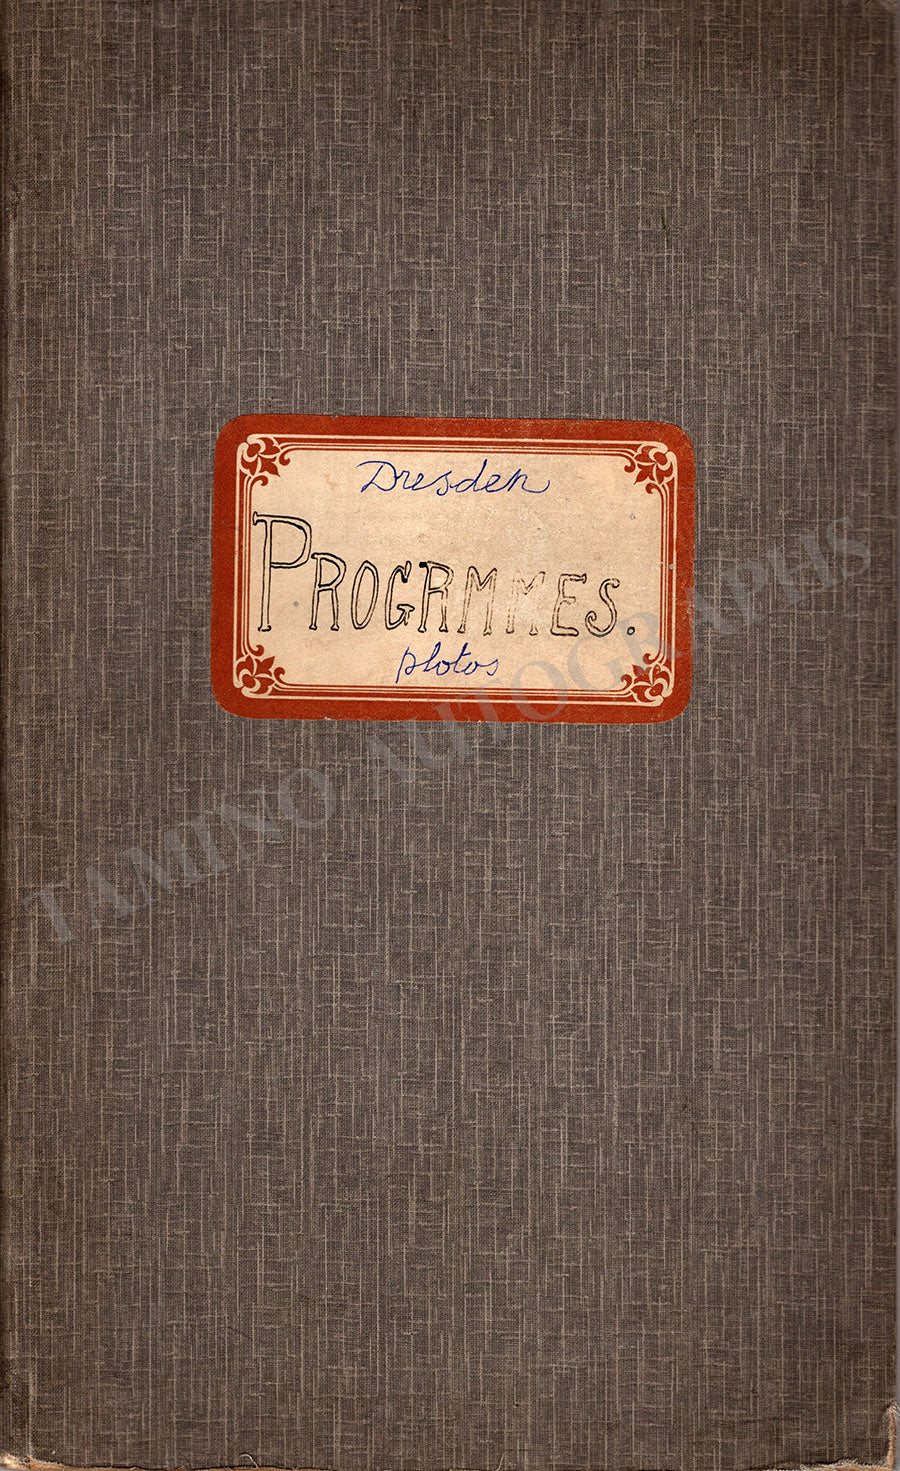 Dresden
PROGRMMES.
photos
TAMINO AUTOGRAPHS